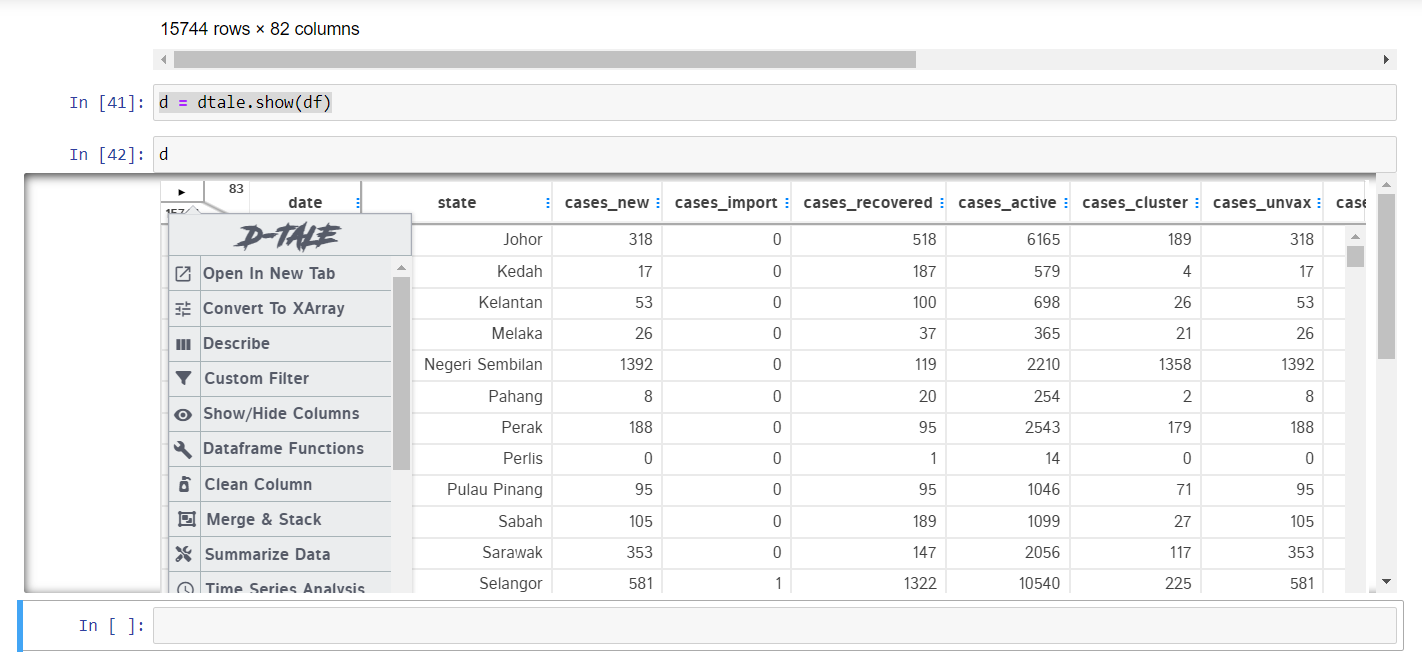 15744 rows × 82 columns
In [41]: d = dtale.show(df)
In [42]: d
83 date state cases_new cases_import cases_recovered cases_active cases_cluster cases_unvax case
D-TALE
Open In New Tab
Convert To XArray
Describe
Custom Filter
Show/Hide Columns
Dataframe Functions
Clean Column
Merge & Stack
Summarize Data
Time Series Analysis
Johor 318 0 518 6165 189 318
Kedah 17 0 187 579 4 17
Kelantan 53 0 100 698 26 53
Melaka 26 0 37 365 21 26
Negeri Sembilan 1392 0 119 2210 1358 1392
Pahang 8 0 20 254 2 8
Perak 188 0 95 2543 179 188
Perlis 0 0 1 14 0 0
Pulau Pinang 95 0 95 1046 71 95
Sabah 105 0 189 1099 27 105
Sarawak 353 0 147 2056 117 353
Selangor 581 1 1322 10540 225 581
In [ ]: